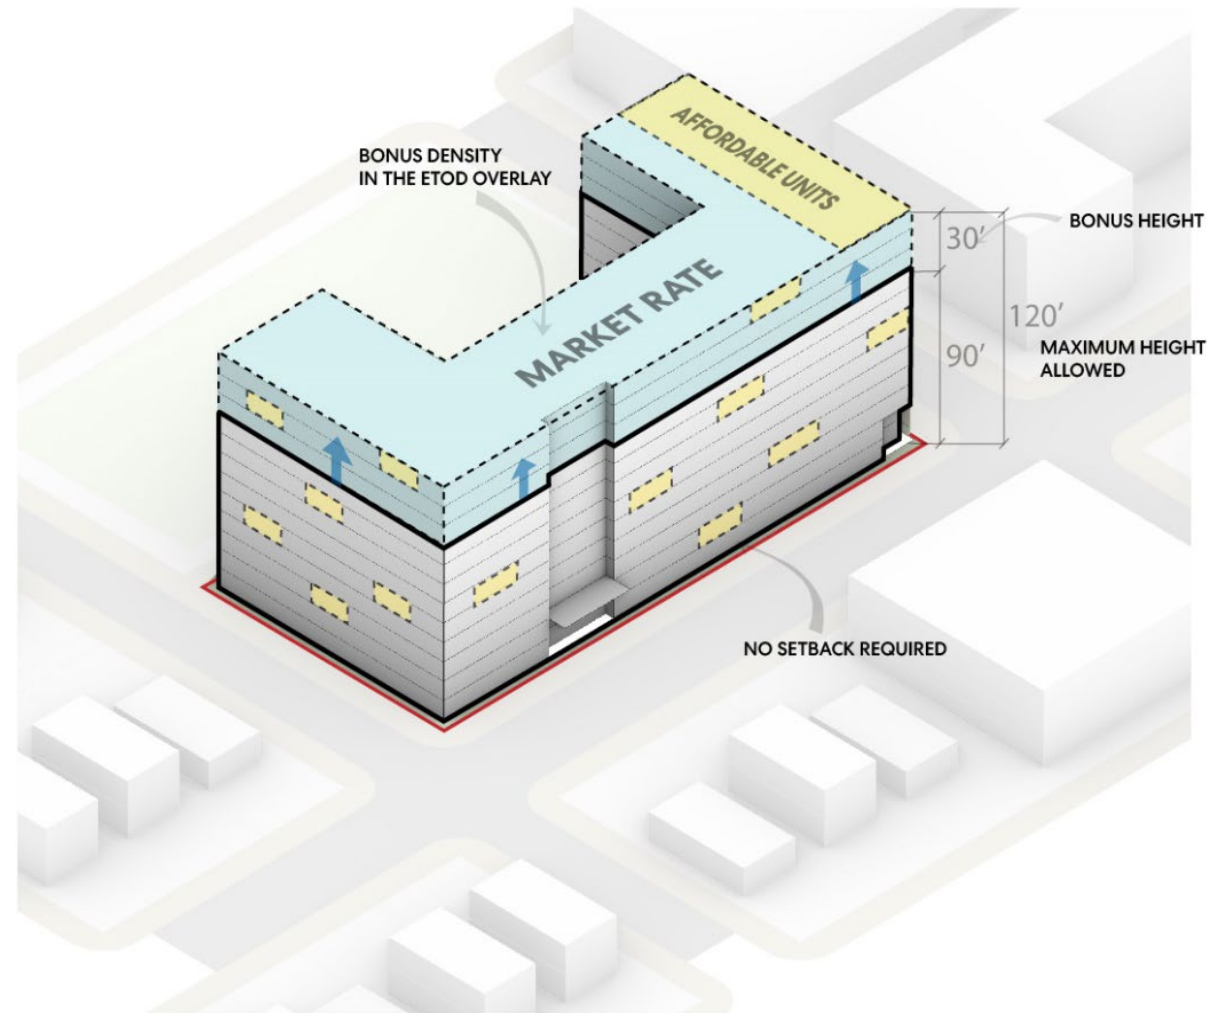 AFFORDABLE UNITS
BONUS DENSITY
IN THE ETOD OVERLAY
BONUS HEIGHT
30'
120'
MARKET RATE
90'
MAXIMUM HEIGHT
ALLOWED
NO SETBACK REQUIRED